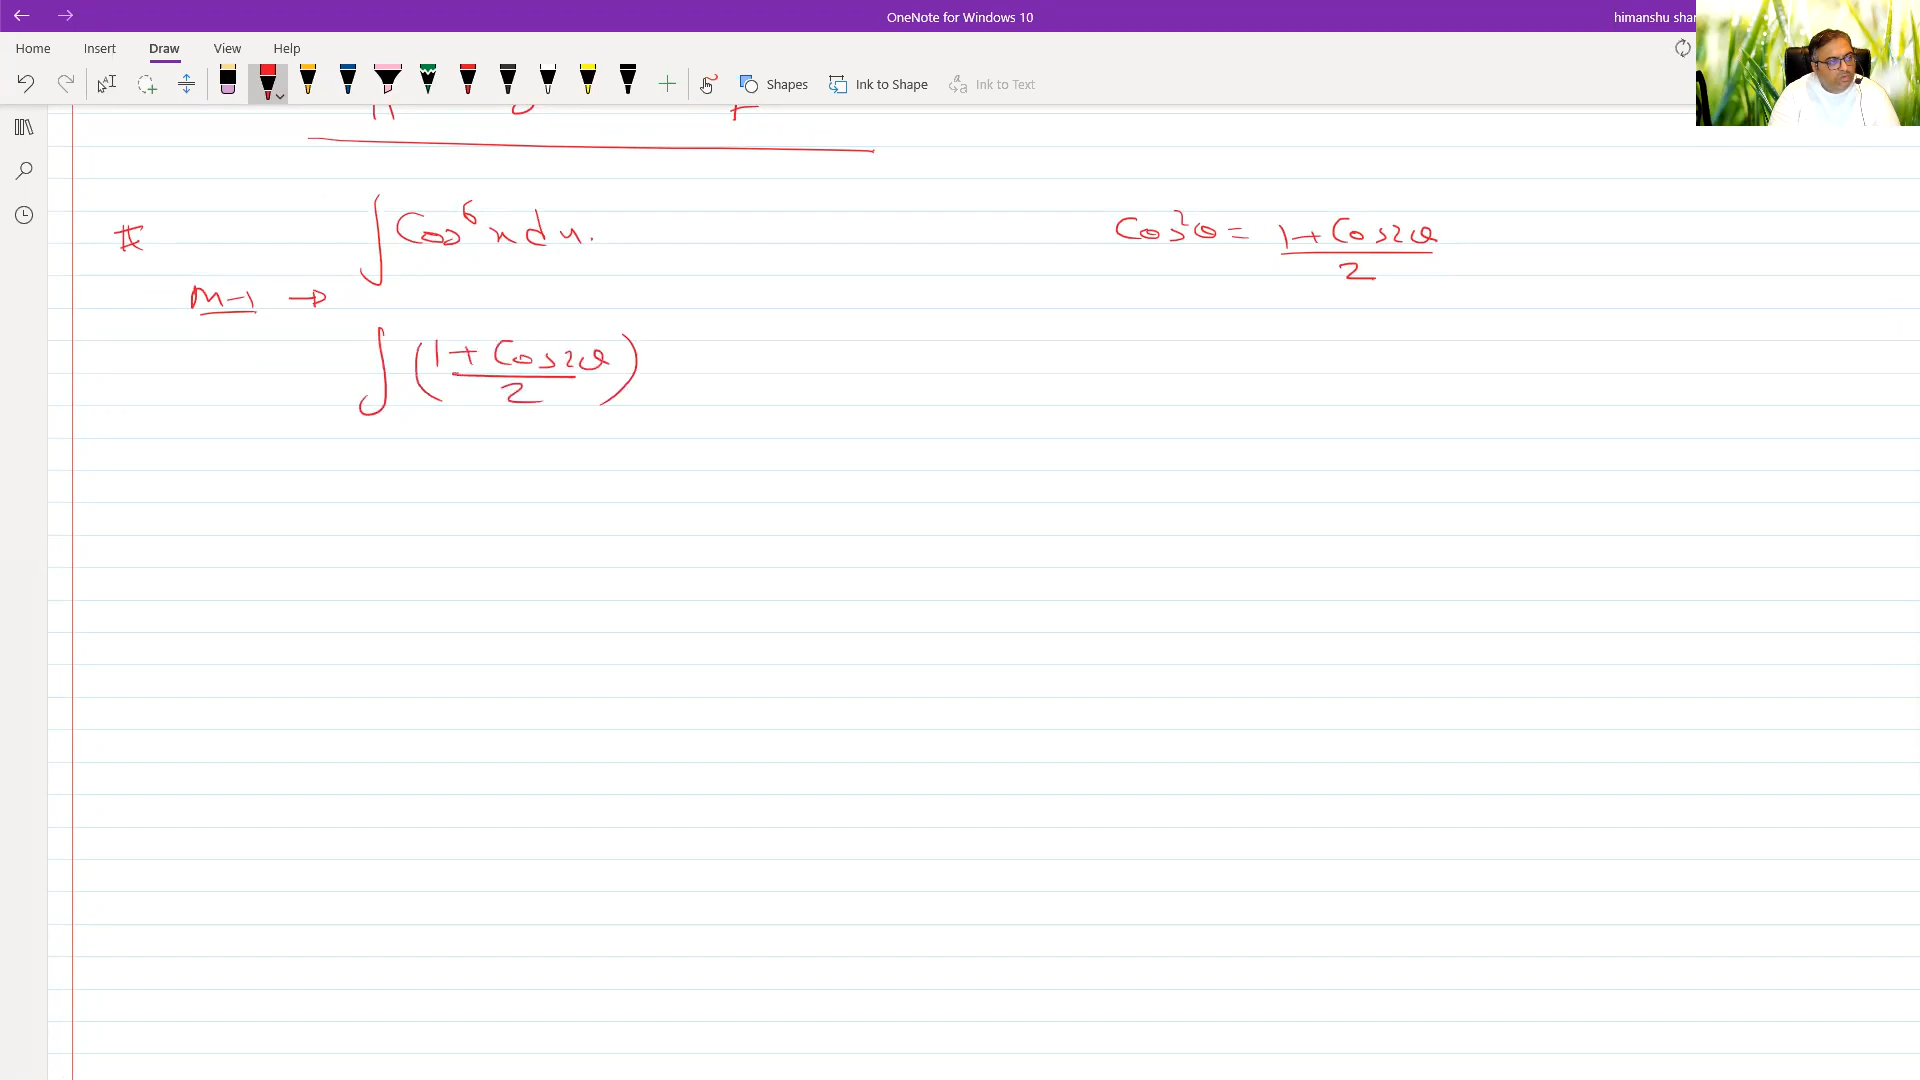 OneNote for Windows 10
himanshu shar
Home Insert Draw View Help
Shapes Ink to Shape Ink to Text
# ∫ Cos⁶x dx. Cos²θ = (1+Cos2θ)/2
M-1 →
∫ ((1+Cos2θ)/2)